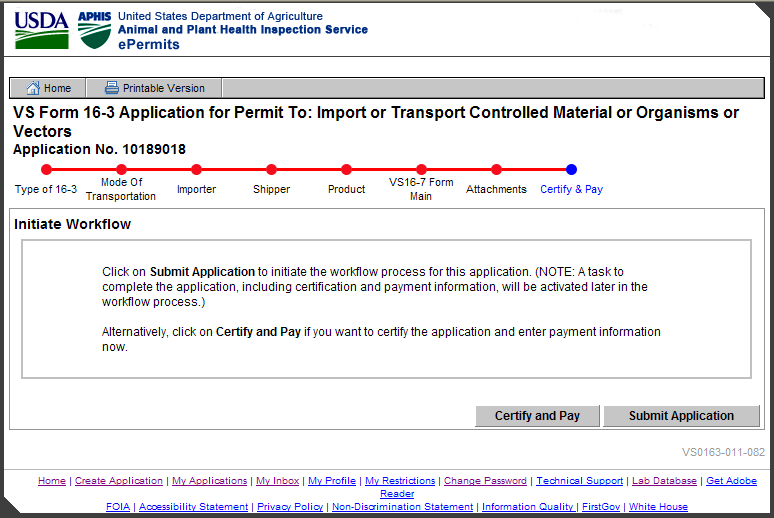 USDA
APHIS
United States Department of Agriculture
Animal and Plant Health Inspection Service
ePermits
Home
Printable Version
VS Form 16-3 Application for Permit To: Import or Transport Controlled Material or Organisms or
Vectors
Application No. 10189018
Type of 16-3
Mode Of
Transportation
Importer
Shipper
Product
VS16-7 Form
Main
Attachments
Certify & Pay
Initiate Workflow
Click on Submit Application to initiate the workflow process for this application. (NOTE: A task to
complete the application, including certification and payment information, will be activated later in the
workflow process.)
Alternatively, click on Certify and Pay if you want to certify the application and enter payment information
now.
Certify and Pay
Submit Application
VS0163-011-082
Home | Create Application | My Applications | My Inbox | My Profile | My Restrictions | Change Password | Technical Support | Lab Database | Get Adobe
Reader
FOIA | Accessibility Statement | Privacy Policy | Non-Discrimination Statement | Information Quality | FirstGov | White House